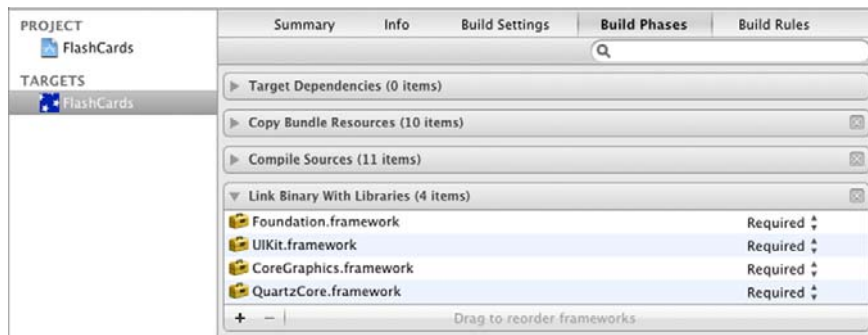 PROJECT
FlashCards
TARGETS
FlashCards
Summary Info Build Settings Build Phases Build Rules
Target Dependencies (0 items)
Copy Bundle Resources (10 items)
Compile Sources (11 items)
Link Binary With Libraries (4 items)
Foundation.framework Required
UIKit.framework Required
CoreGraphics.framework Required
QuartzCore.framework Required
+ − Drag to reorder frameworks